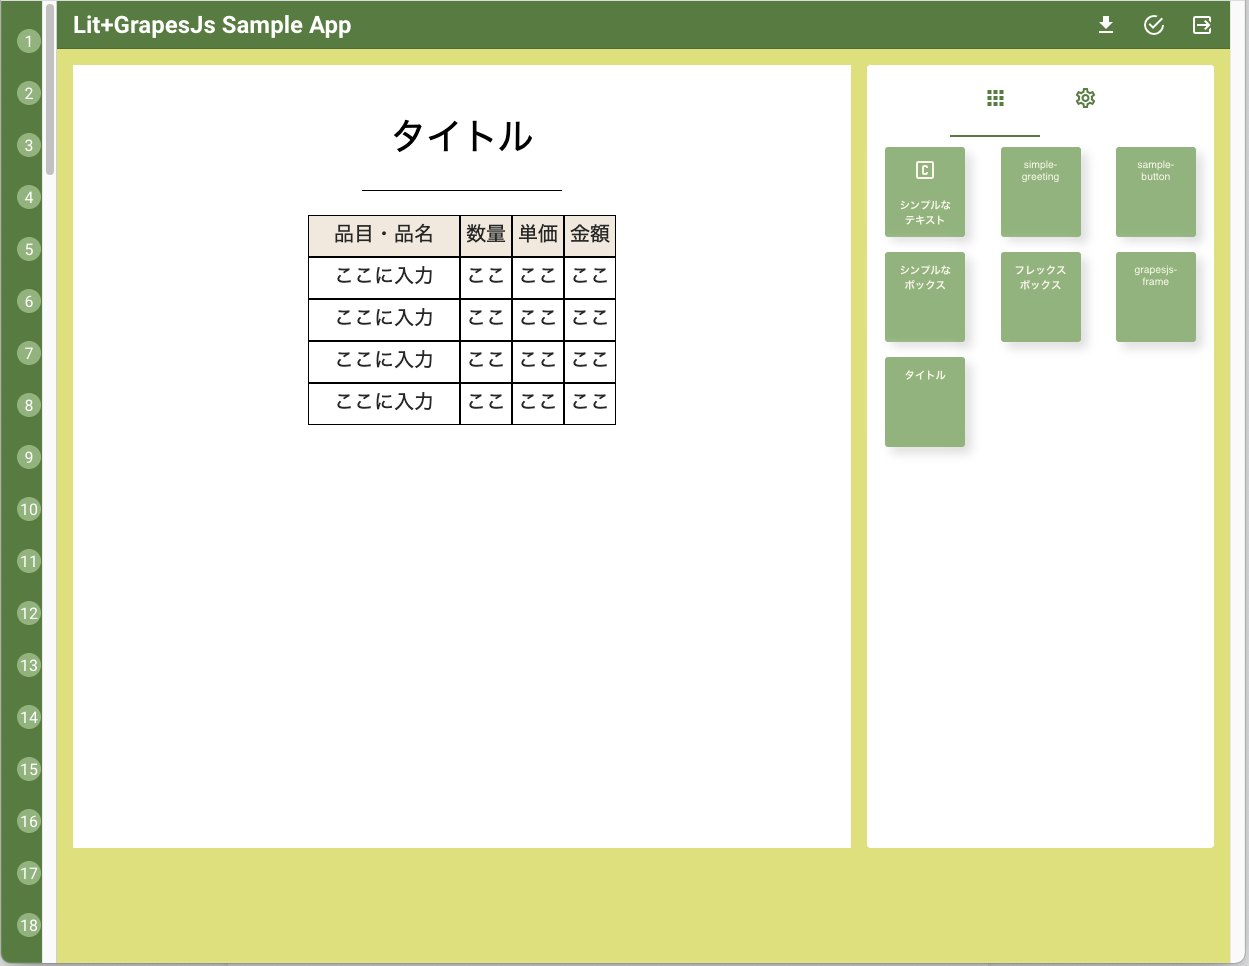 Lit+GrapesJs Sample App
1
2
3
4
5
6
7
8
9
10
11
12
13
14
15
16
17
18
タイトル
品目・品名 数量 単価 金額
ここに入力 ここ ここ ここ
ここに入力 ここ ここ ここ
ここに入力 ここ ここ ここ
ここに入力 ここ ここ ここ
C
シンプルな
テキスト
simple-
greeting
sample-
button
シンプルな
ボックス
フレックス
ボックス
grapesjs-
frame
タイトル